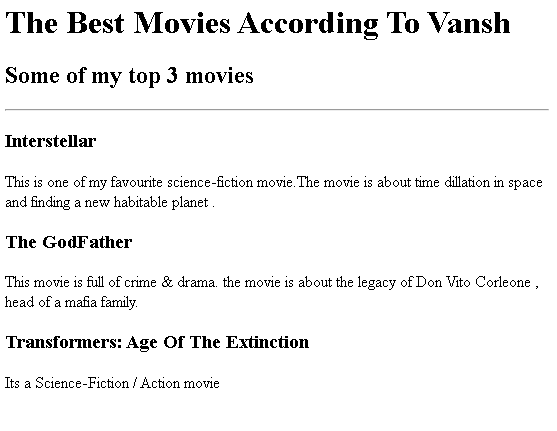 The Best Movies According To Vansh
Some of my top 3 movies
Interstellar
This is one of my favourite science-fiction movie.The movie is about time dillation in space
and finding a new habitable planet .
The GodFather
This movie is full of crime & drama. the movie is about the legacy of Don Vito Corleone ,
head of a mafia family.
Transformers: Age Of The Extinction
Its a Science-Fiction / Action movie